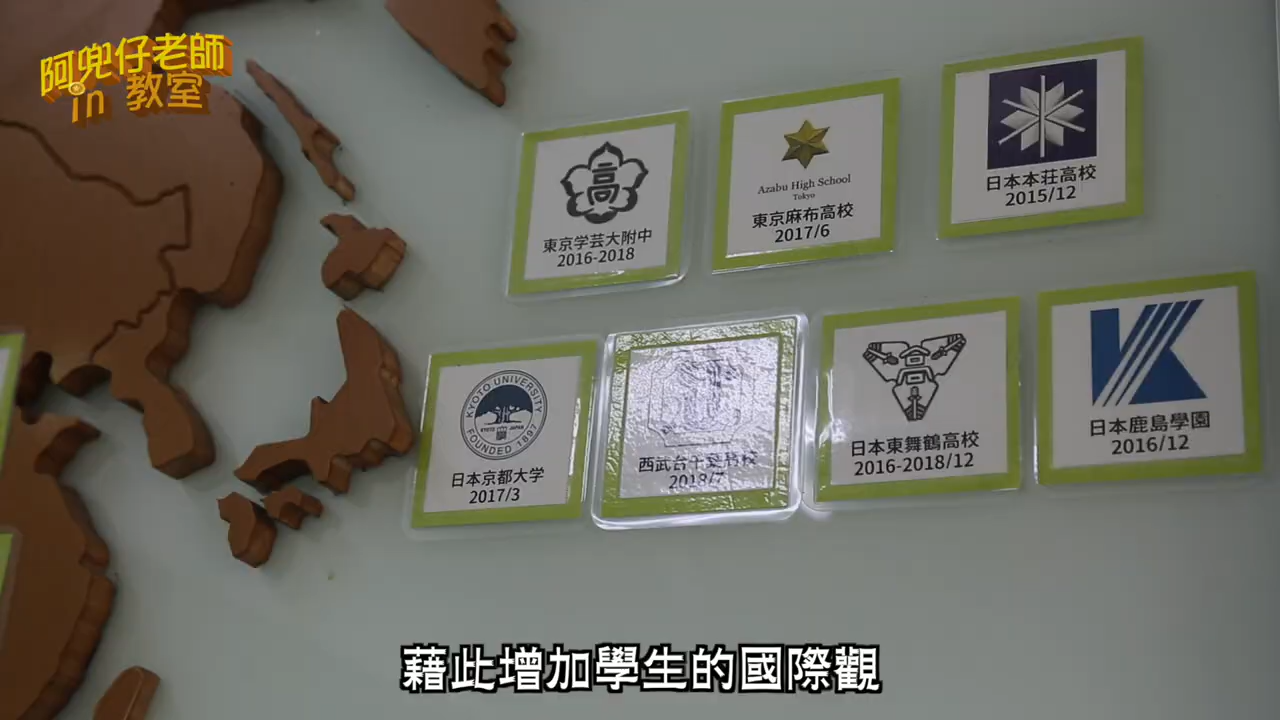 阿兜仔老師
in 教室
高
東京学芸大附中
2016-2018
Azabu High School
Tokyo
東京麻布高校
2017/6
日本本荘高校
2015/12
KYOTO UNIVERSITY
KYOTO CITY JAPAN
FOUNDED 1897
日本京都大学
2017/3
西武台千葉高校
2018/7
高
日本東舞鶴高校
2016-2018/12
K
日本鹿島學園
2016/12
藉此增加學生的國際觀